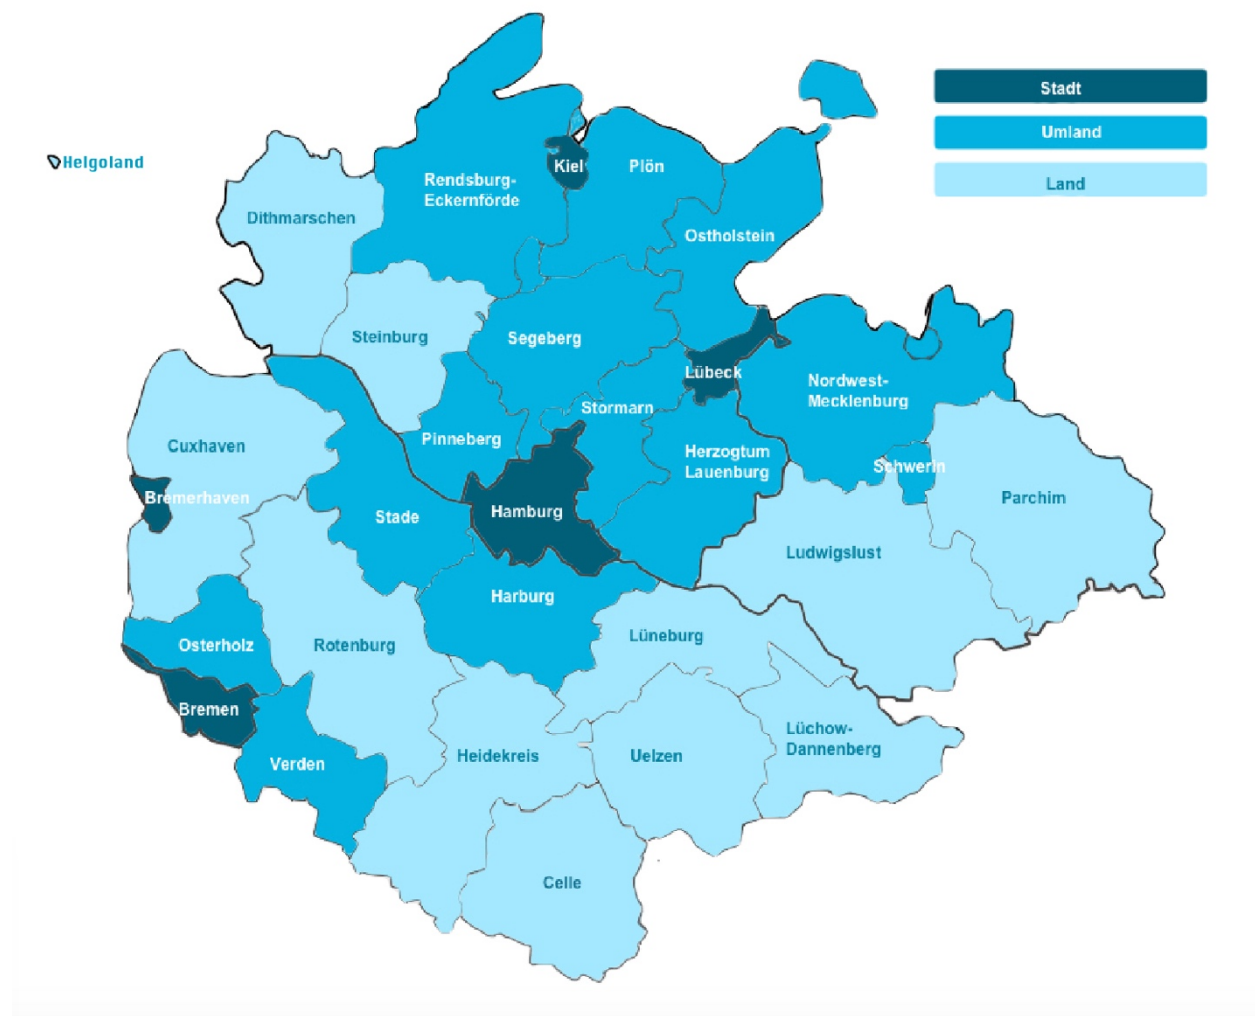 Stadt
Umland
Land
Helgoland
Kiel
Plön
Rendsburg-
Eckernförde
Dithmarschen
Ostholstein
Steinburg
Segeberg
Lübeck
Nordwest-
Mecklenburg
Stormarn
Pinneberg
Cuxhaven
Herzogtum
Lauenburg
Schwerin
Bremerhaven
Parchim
Stade
Hamburg
Ludwigslust
Harburg
Lüneburg
Osterholz
Rotenburg
Bremen
Lüchow-
Dannenberg
Heidekreis
Uelzen
Verden
Celle